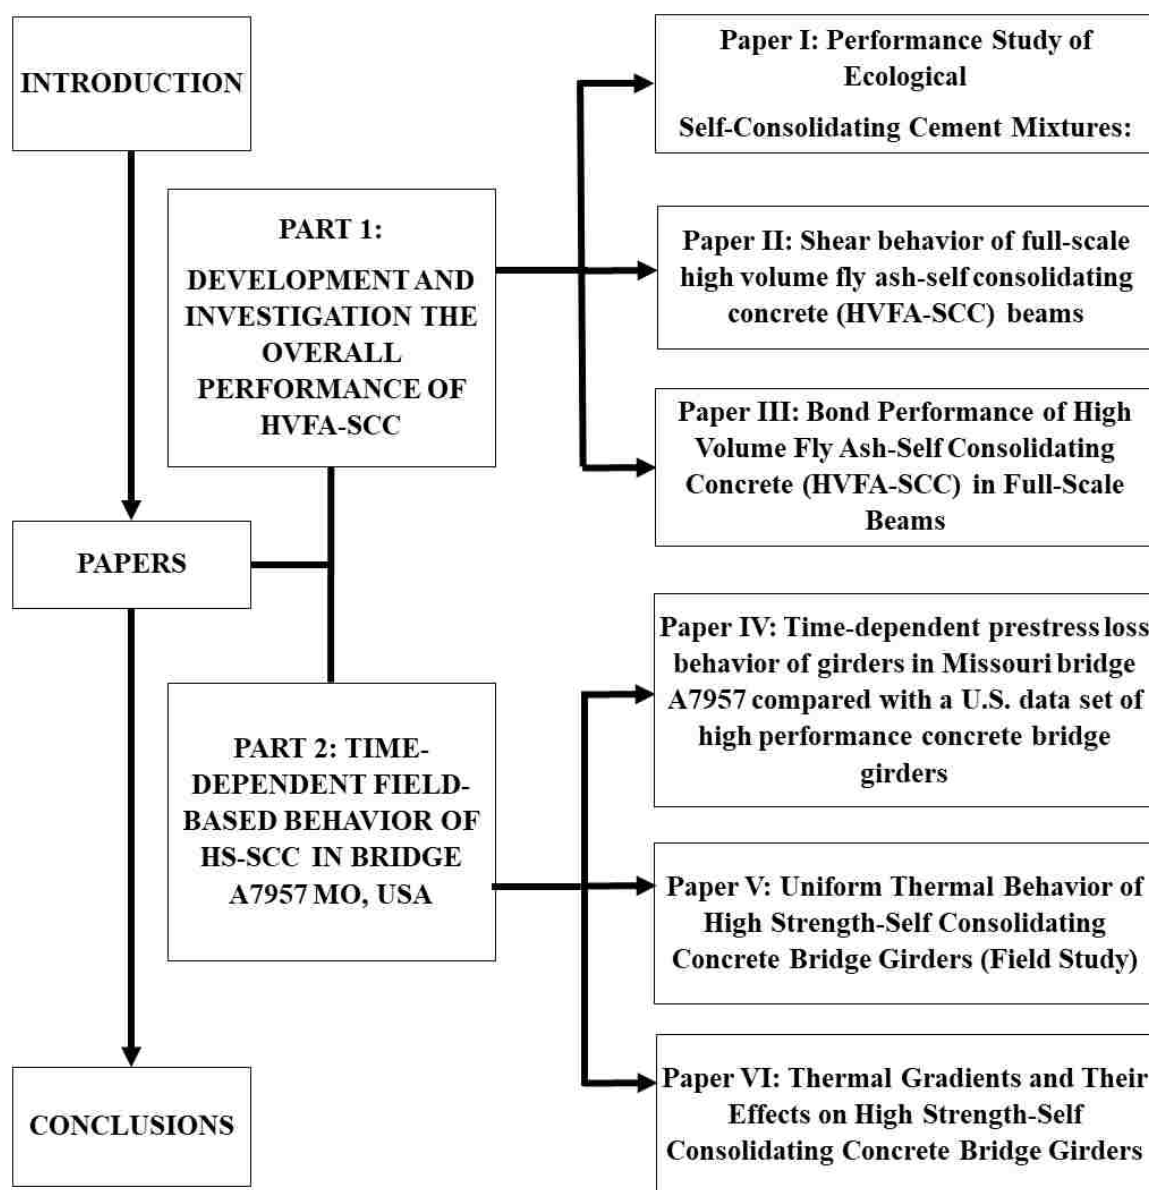 INTRODUCTION
PAPERS
CONCLUSIONS
PART 1:
DEVELOPMENT AND
INVESTIGATION THE
OVERALL
PERFORMANCE OF
HVFA-SCC
PART 2: TIME-
DEPENDENT FIELD-
BASED BEHAVIOR OF
HS-SCC IN BRIDGE
A7957 MO, USA
Paper I: Performance Study of
Ecological
Self-Consolidating Cement Mixtures:
Paper II: Shear behavior of full-scale
high volume fly ash-self consolidating
concrete (HVFA-SCC) beams
Paper III: Bond Performance of High
Volume Fly Ash-Self Consolidating
Concrete (HVFA-SCC) in Full-Scale
Beams
Paper IV: Time-dependent prestress loss
behavior of girders in Missouri bridge
A7957 compared with a U.S. data set of
high performance concrete bridge
girders
Paper V: Uniform Thermal Behavior of
High Strength-Self Consolidating
Concrete Bridge Girders (Field Study)
Paper VI: Thermal Gradients and Their
Effects on High Strength-Self
Consolidating Concrete Bridge Girders